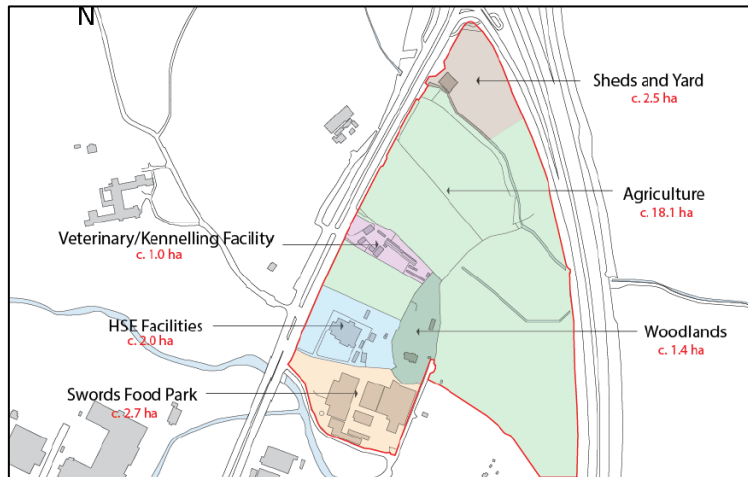 N
Sheds and Yard
c. 2.5 ha
Agriculture
c. 18.1 ha
Veterinary/Kennelling Facility
c. 1.0 ha
HSE Facilities
c. 2.0 ha
Woodlands
c. 1.4 ha
Swords Food Park
c. 2.7 ha